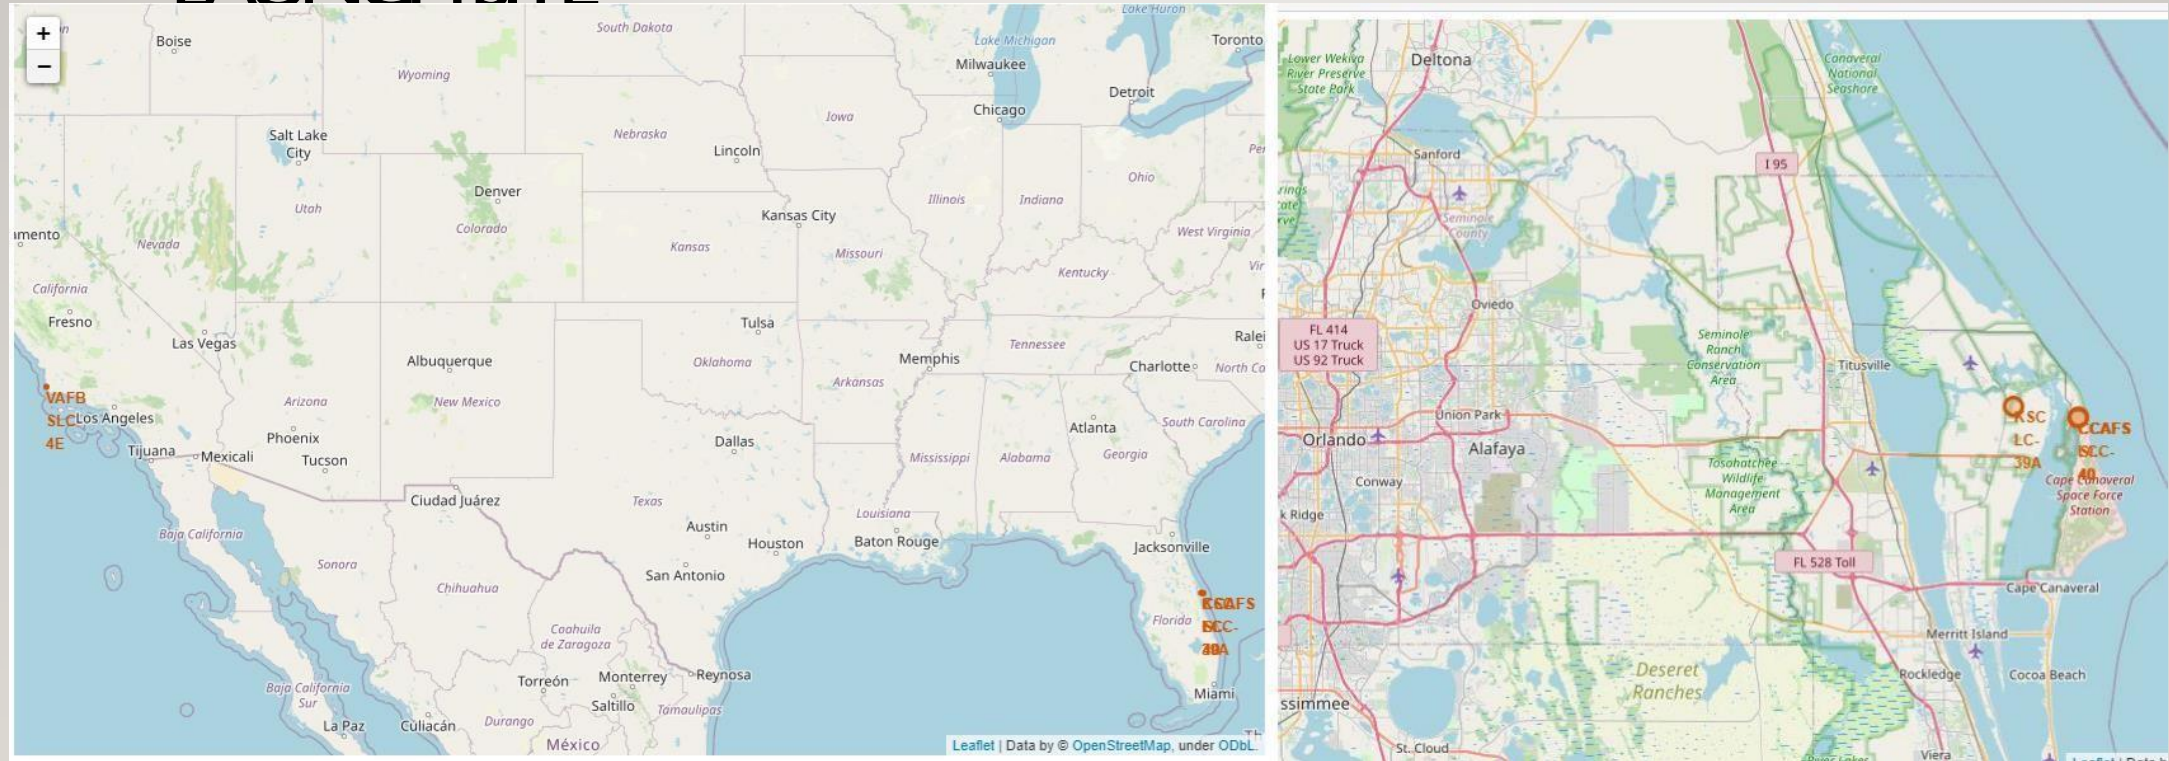 +
−
Boise
South Dakota
Lake Huron
Toronto
Lake Michigan
Milwaukee
Wyoming
Detroit
Chicago
Iowa
Salt Lake
City
Nebraska
Lincoln
Denver
Ohio
Illinois
Indiana
Utah
Kansas City
Colorado
Nevada
Kansas
Missouri
West Virginia
Kentucky
California
Fresno
Las Vegas
Tulsa
Albuquerque
Oklahoma
Memphis
Tennessee
Charlotte
Arkansas
VAFB
SLC-
4E
Los Angeles
Arizona
New Mexico
Phoenix
Tucson
Tijuana
Mexicali
Dallas
Mississippi
Alabama
Atlanta
Georgia
South Carolina
Ciudad Juárez
Texas
Austin
Houston
Louisiana
Baton Rouge
Jacksonville
Baja California
Sonora
Chihuahua
San Antonio
Florida
Coahuila
de Zaragoza
Reynosa
Torreón
Monterrey
Saltillo
Tamaulipas
Miami
Baja California
Sur
La Paz
Culiacán
Durango
México
Leaflet | Data by © OpenStreetMap, under ODbL.
Lower Wekiva
River Preserve
State Park
Deltona
Canaveral
National
Seashore
Sanford
I 95
Seminole
County
Oviedo
FL 414
US 17 Truck
US 92 Truck
Seminole
Ranch
Conservation
Area
Titusville
Union Park
Orlando
Alafaya
KSC
LC-
39A
CCAFS
Tosohatchee
Wildlife
Management
Area
Conway
Cape Canaveral
Space Force
Station
k Ridge
FL 528 Toll
Cape Canaveral
Merritt Island
Deseret
Ranches
Rockledge
Cocoa Beach
ssimmee
St. Cloud
Viera